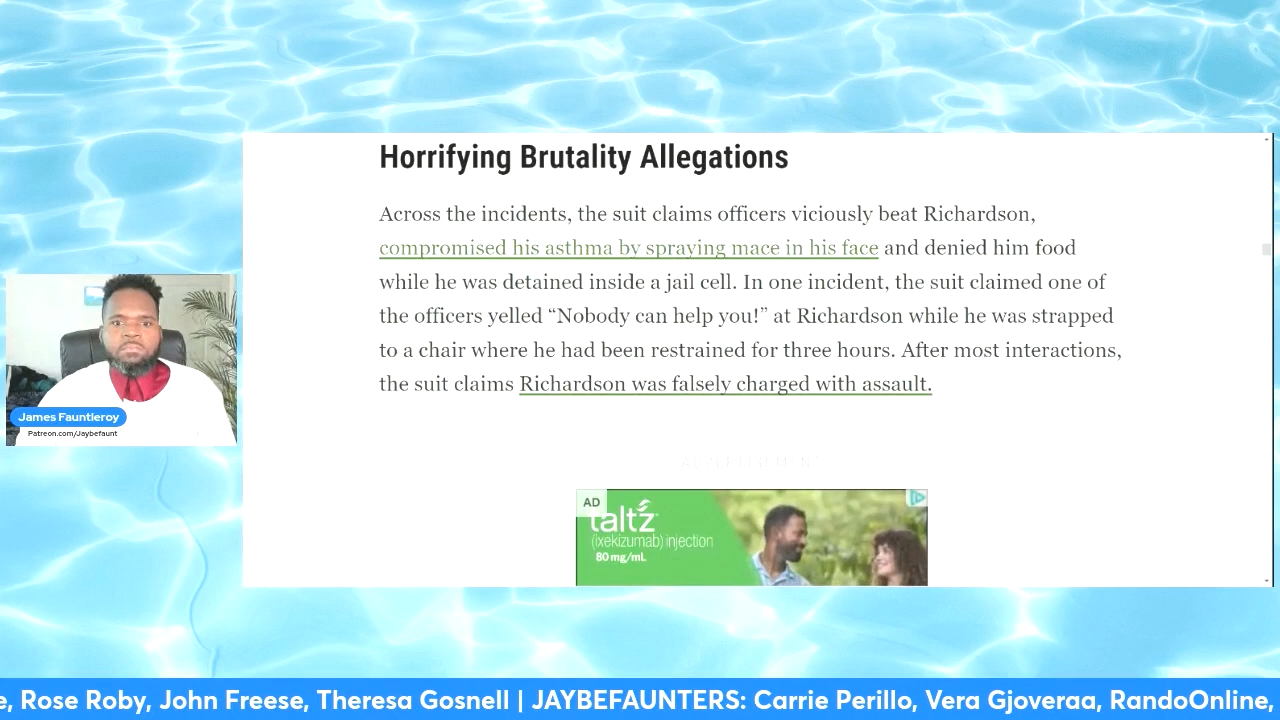 Horrifying Brutality Allegations
Across the incidents, the suit claims officers viciously beat Richardson,
compromised his asthma by spraying mace in his face and denied him food
while he was detained inside a jail cell. In one incident, the suit claimed one of
the officers yelled “Nobody can help you!” at Richardson while he was strapped
to a chair where he had been restrained for three hours. After most interactions,
the suit claims Richardson was falsely charged with assault.
ADVERTISEMENT
AD
taltz
(ixekizumab) injection
80 mg/mL
James Fauntleroy
Patreon.com/Jaybefaunt
e, Rose Roby, John Freese, Theresa Gosnell | JAYBEFAUNTERS: Carrie Perillo, Vera Gjoveraa, RandoOnline,